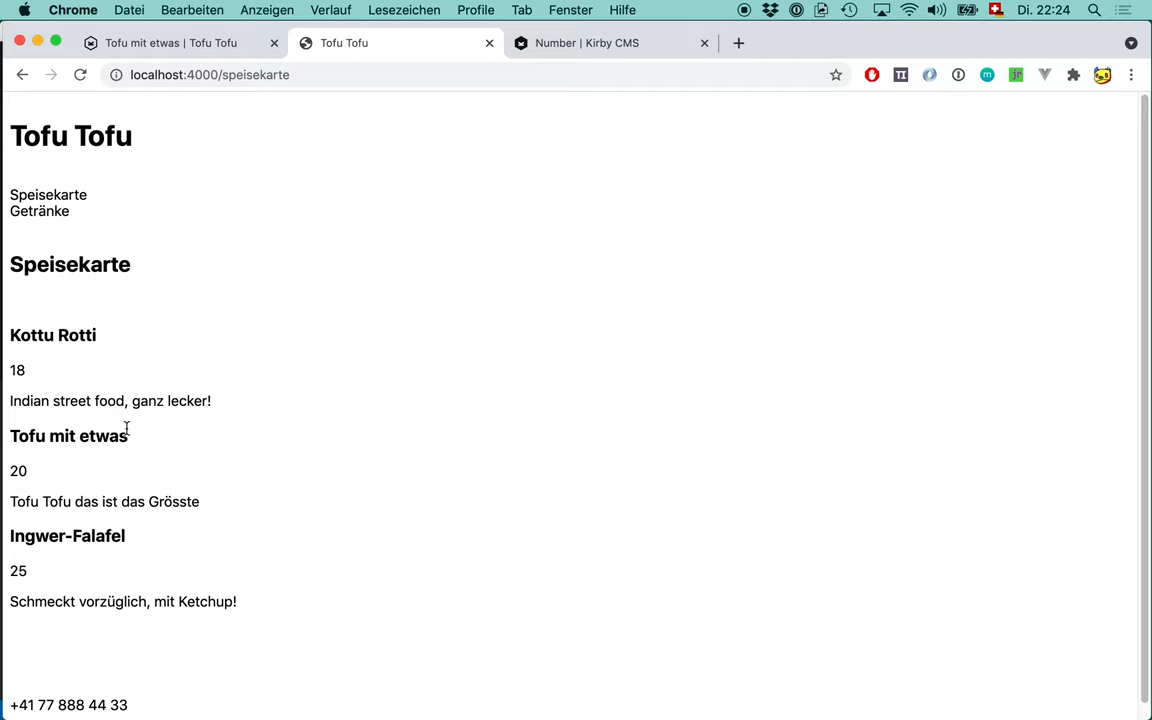 Chrome Datei Bearbeiten Anzeigen Verlauf Lesezeichen Profile Tab Fenster Hilfe Di. 22:24
Tofu mit etwas | Tofu Tofu Tofu Tofu Number | Kirby CMS
localhost:4000/speisekarte TI m jr
Tofu Tofu
Speisekarte
Getränke
Speisekarte
Kottu Rotti
18
Indian street food, ganz lecker!
Tofu mit etwas
20
Tofu Tofu das ist das Grösste
Ingwer-Falafel
25
Schmeckt vorzüglich, mit Ketchup!
+41 77 888 44 33